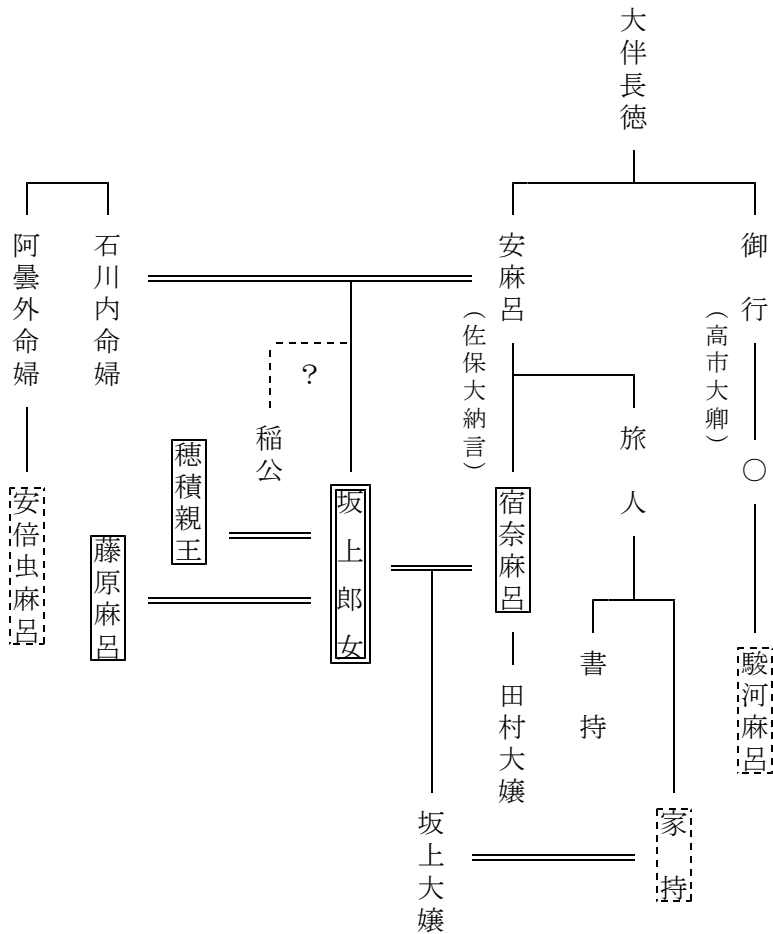 大伴長徳
御行
（高市大卿）
〇
駿河麻呂
安麻呂
（佐保大納言）
旅人
家持
書持
宿奈麻呂
田村大嬢
坂上郎女
坂上大嬢
？
稲公
穂積親王
藤原麻呂
石川内命婦
阿曇外命婦
安倍虫麻呂